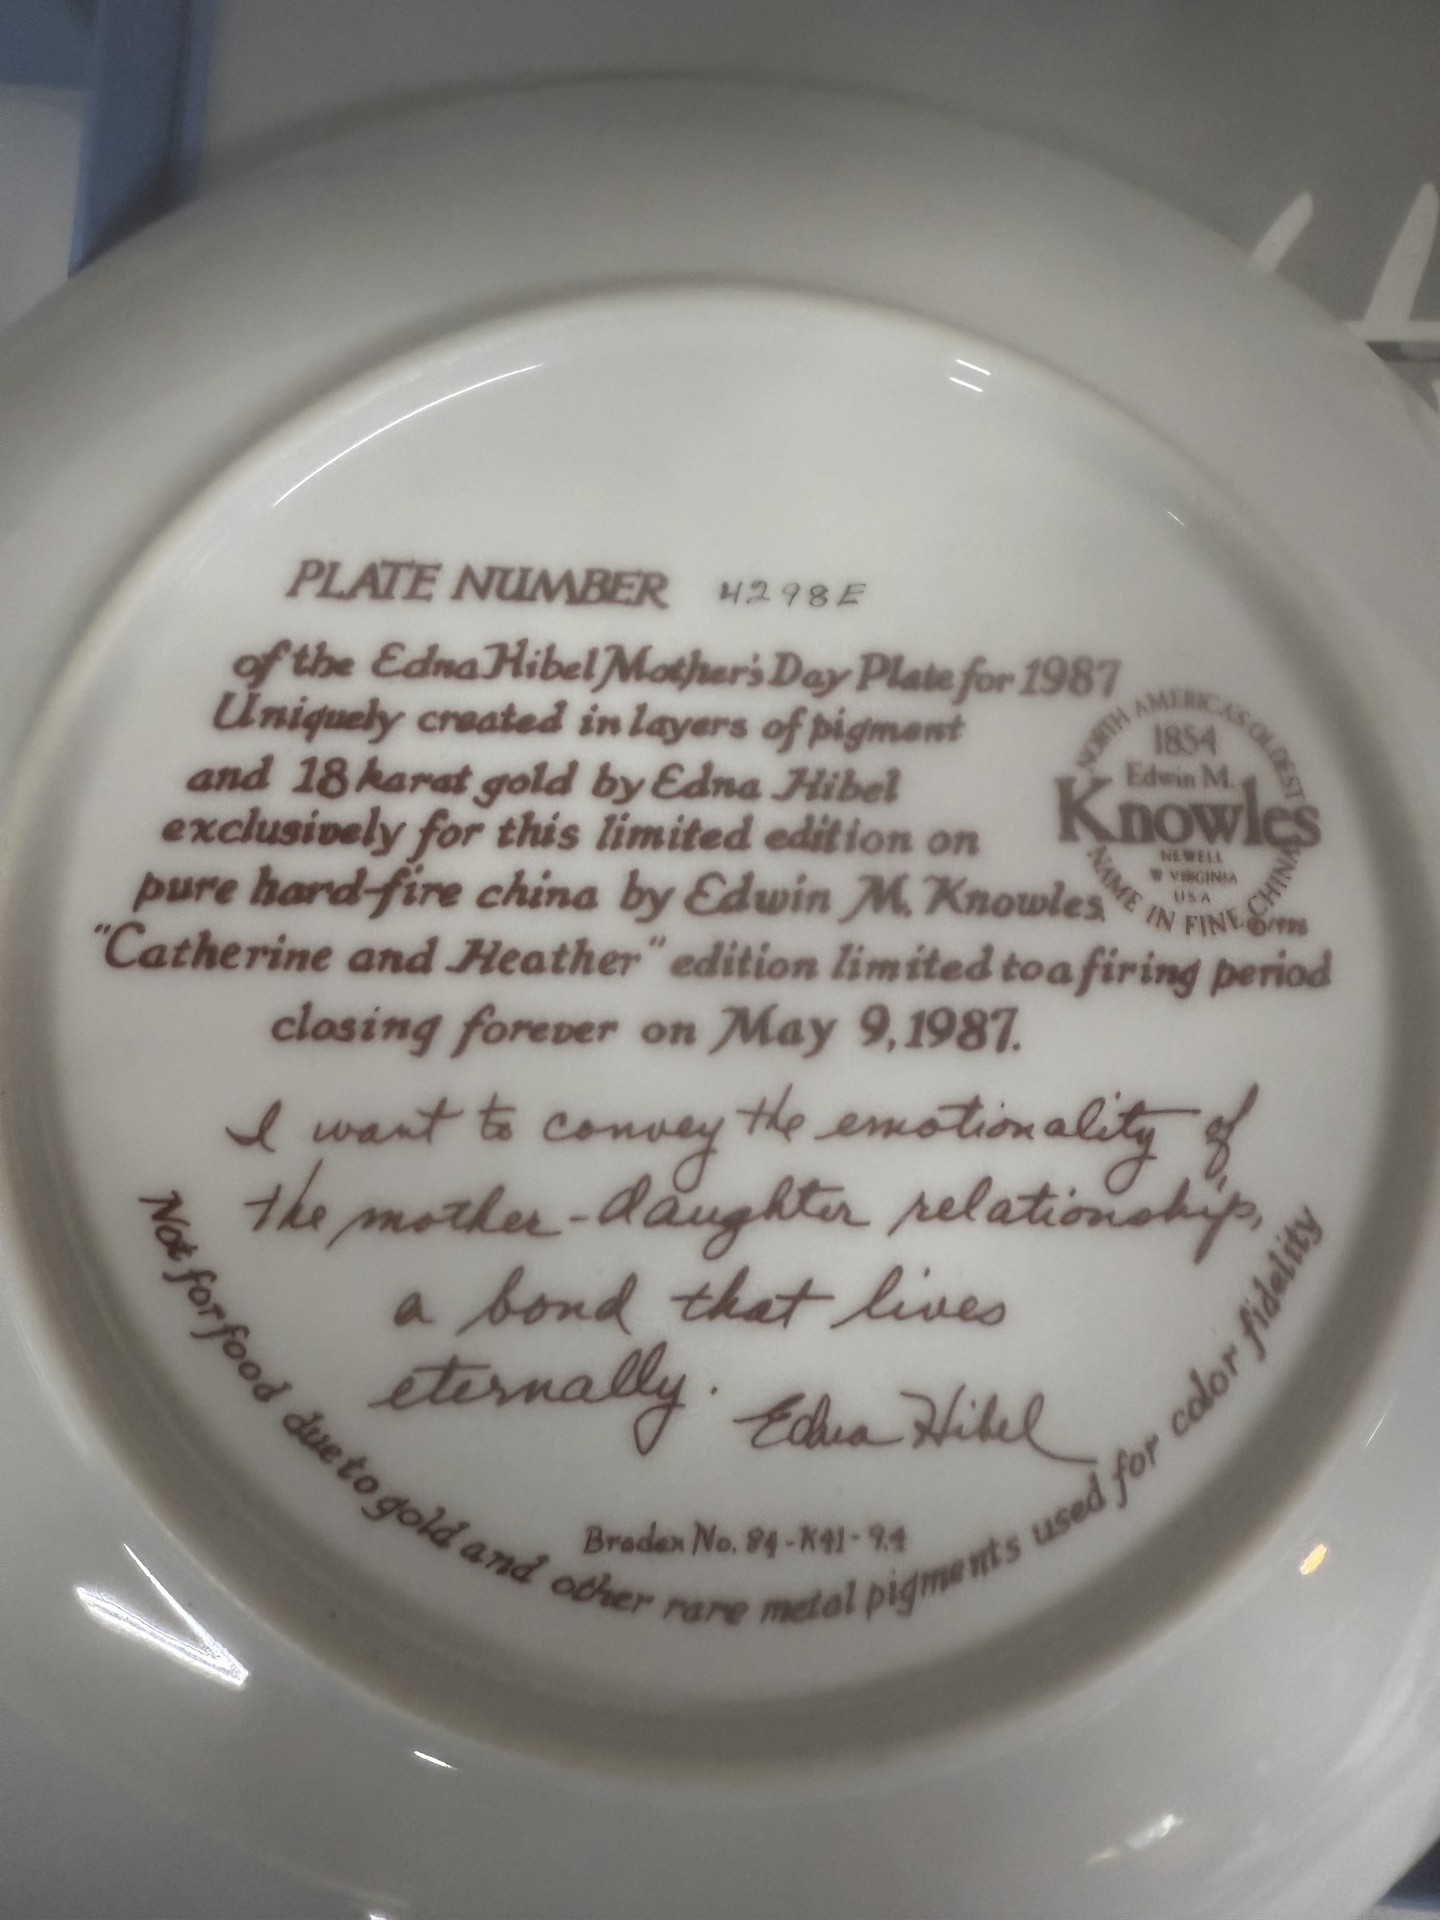 PLATE NUMBER 4298E
of the Edna Hibel Mother's Day Plate for 1987
Uniquely created in layers of pigment
and 18 karat gold by Edna Hibel
exclusively for this limited edition on
pure hard-fire china by Edwin M. Knowles.
"Catherine and Heather" edition limited to a firing period
closing forever on May 9, 1987.
NORTH AMERICA'S OLDEST
1854
Edwin M.
Knowles
NEWELL
W VIRGINIA
USA
NAME IN FINE CHINA
I want to convey the emotionality of
the mother-daughter relationship,
a bond that lives
eternally.
Edna Hibel
Bradex No. 84-K41-9.4
Not for food due to gold and other rare metal pigments used for color fidelity